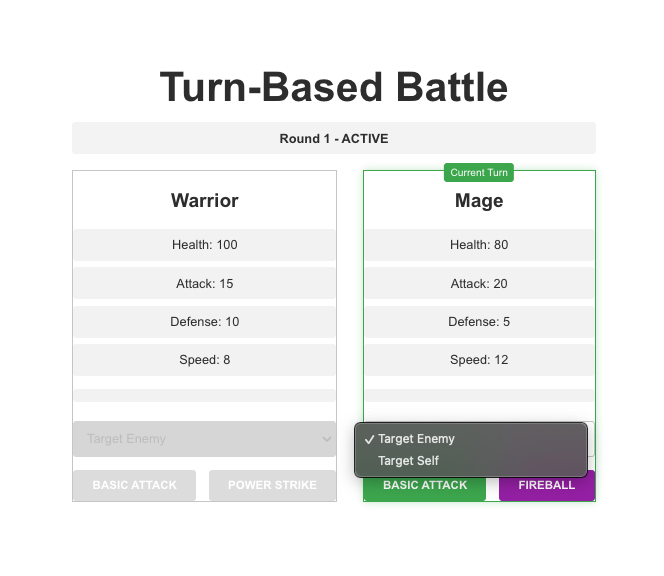 Turn-Based Battle
Round 1 - ACTIVE
Warrior
Health: 100
Attack: 15
Defense: 10
Speed: 8
Target Enemy
BASIC ATTACK
POWER STRIKE
Current Turn
Mage
Health: 80
Attack: 20
Defense: 5
Speed: 12
✓ Target Enemy
Target Self
BASIC ATTACK
FIREBALL